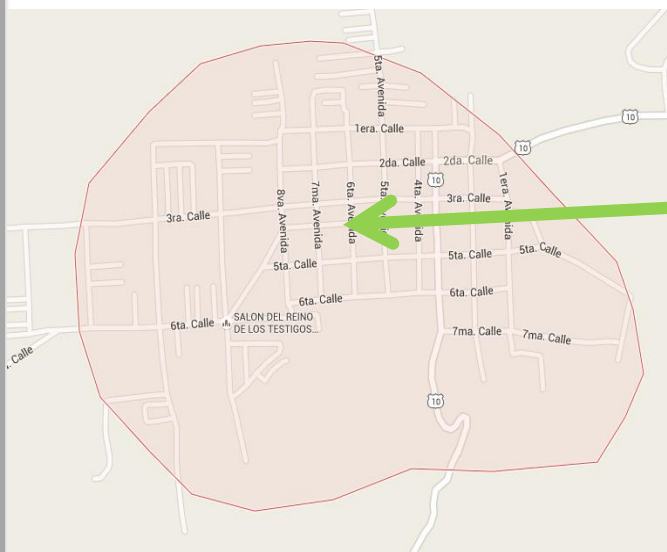 5ta. Avenida
10
10
1era. Calle
2da. Calle
2da. Calle
10
8va. Avenida
7ma. Avenida
6ta. Avenida
4ta. Avenida
1era. Avenida
3ra. Calle
3ra. Calle
5ta. Calle
5ta. Calle
5ta. Calle
6ta. Calle
6ta. Calle
6ta. Calle
SALON DEL REINO
DE LOS TESTIGOS...
7ma. Calle
7ma. Calle
Calle
10